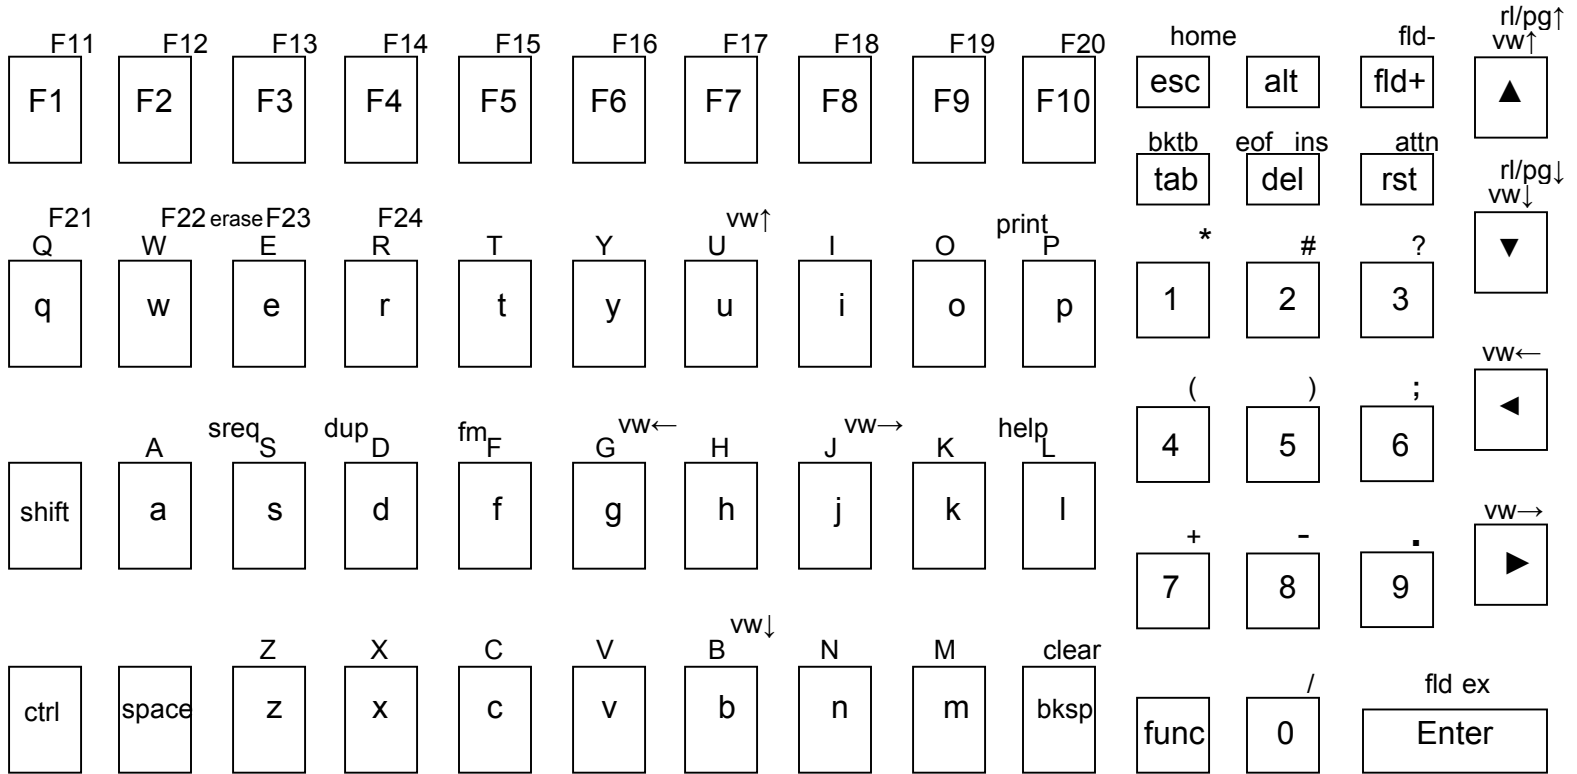 F11 F12 F13 F14 F15 F16 F17 F18 F19 F20 home fld- rl/pg↑
vw↑
F1 F2 F3 F4 F5 F6 F7 F8 F9 F10 esc alt fld+ ▲
bktb eof ins attn rl/pg↓
tab del rst vw↓
F21 F22 erase F23 F24 vw↑ print
Q W E R T Y U I O P * # ? ▼
q w e r t y u i o p 1 2 3
vw←
( ) ; ◄
sreq dup fm vw← vw→ help
A S D F G H J K L 4 5 6
shift a s d f g h j k l vw→
+ - . ►
7 8 9
vw↓
Z X C V B N M clear
/ fld ex
ctrl space z x c v b n m bksp func 0 Enter